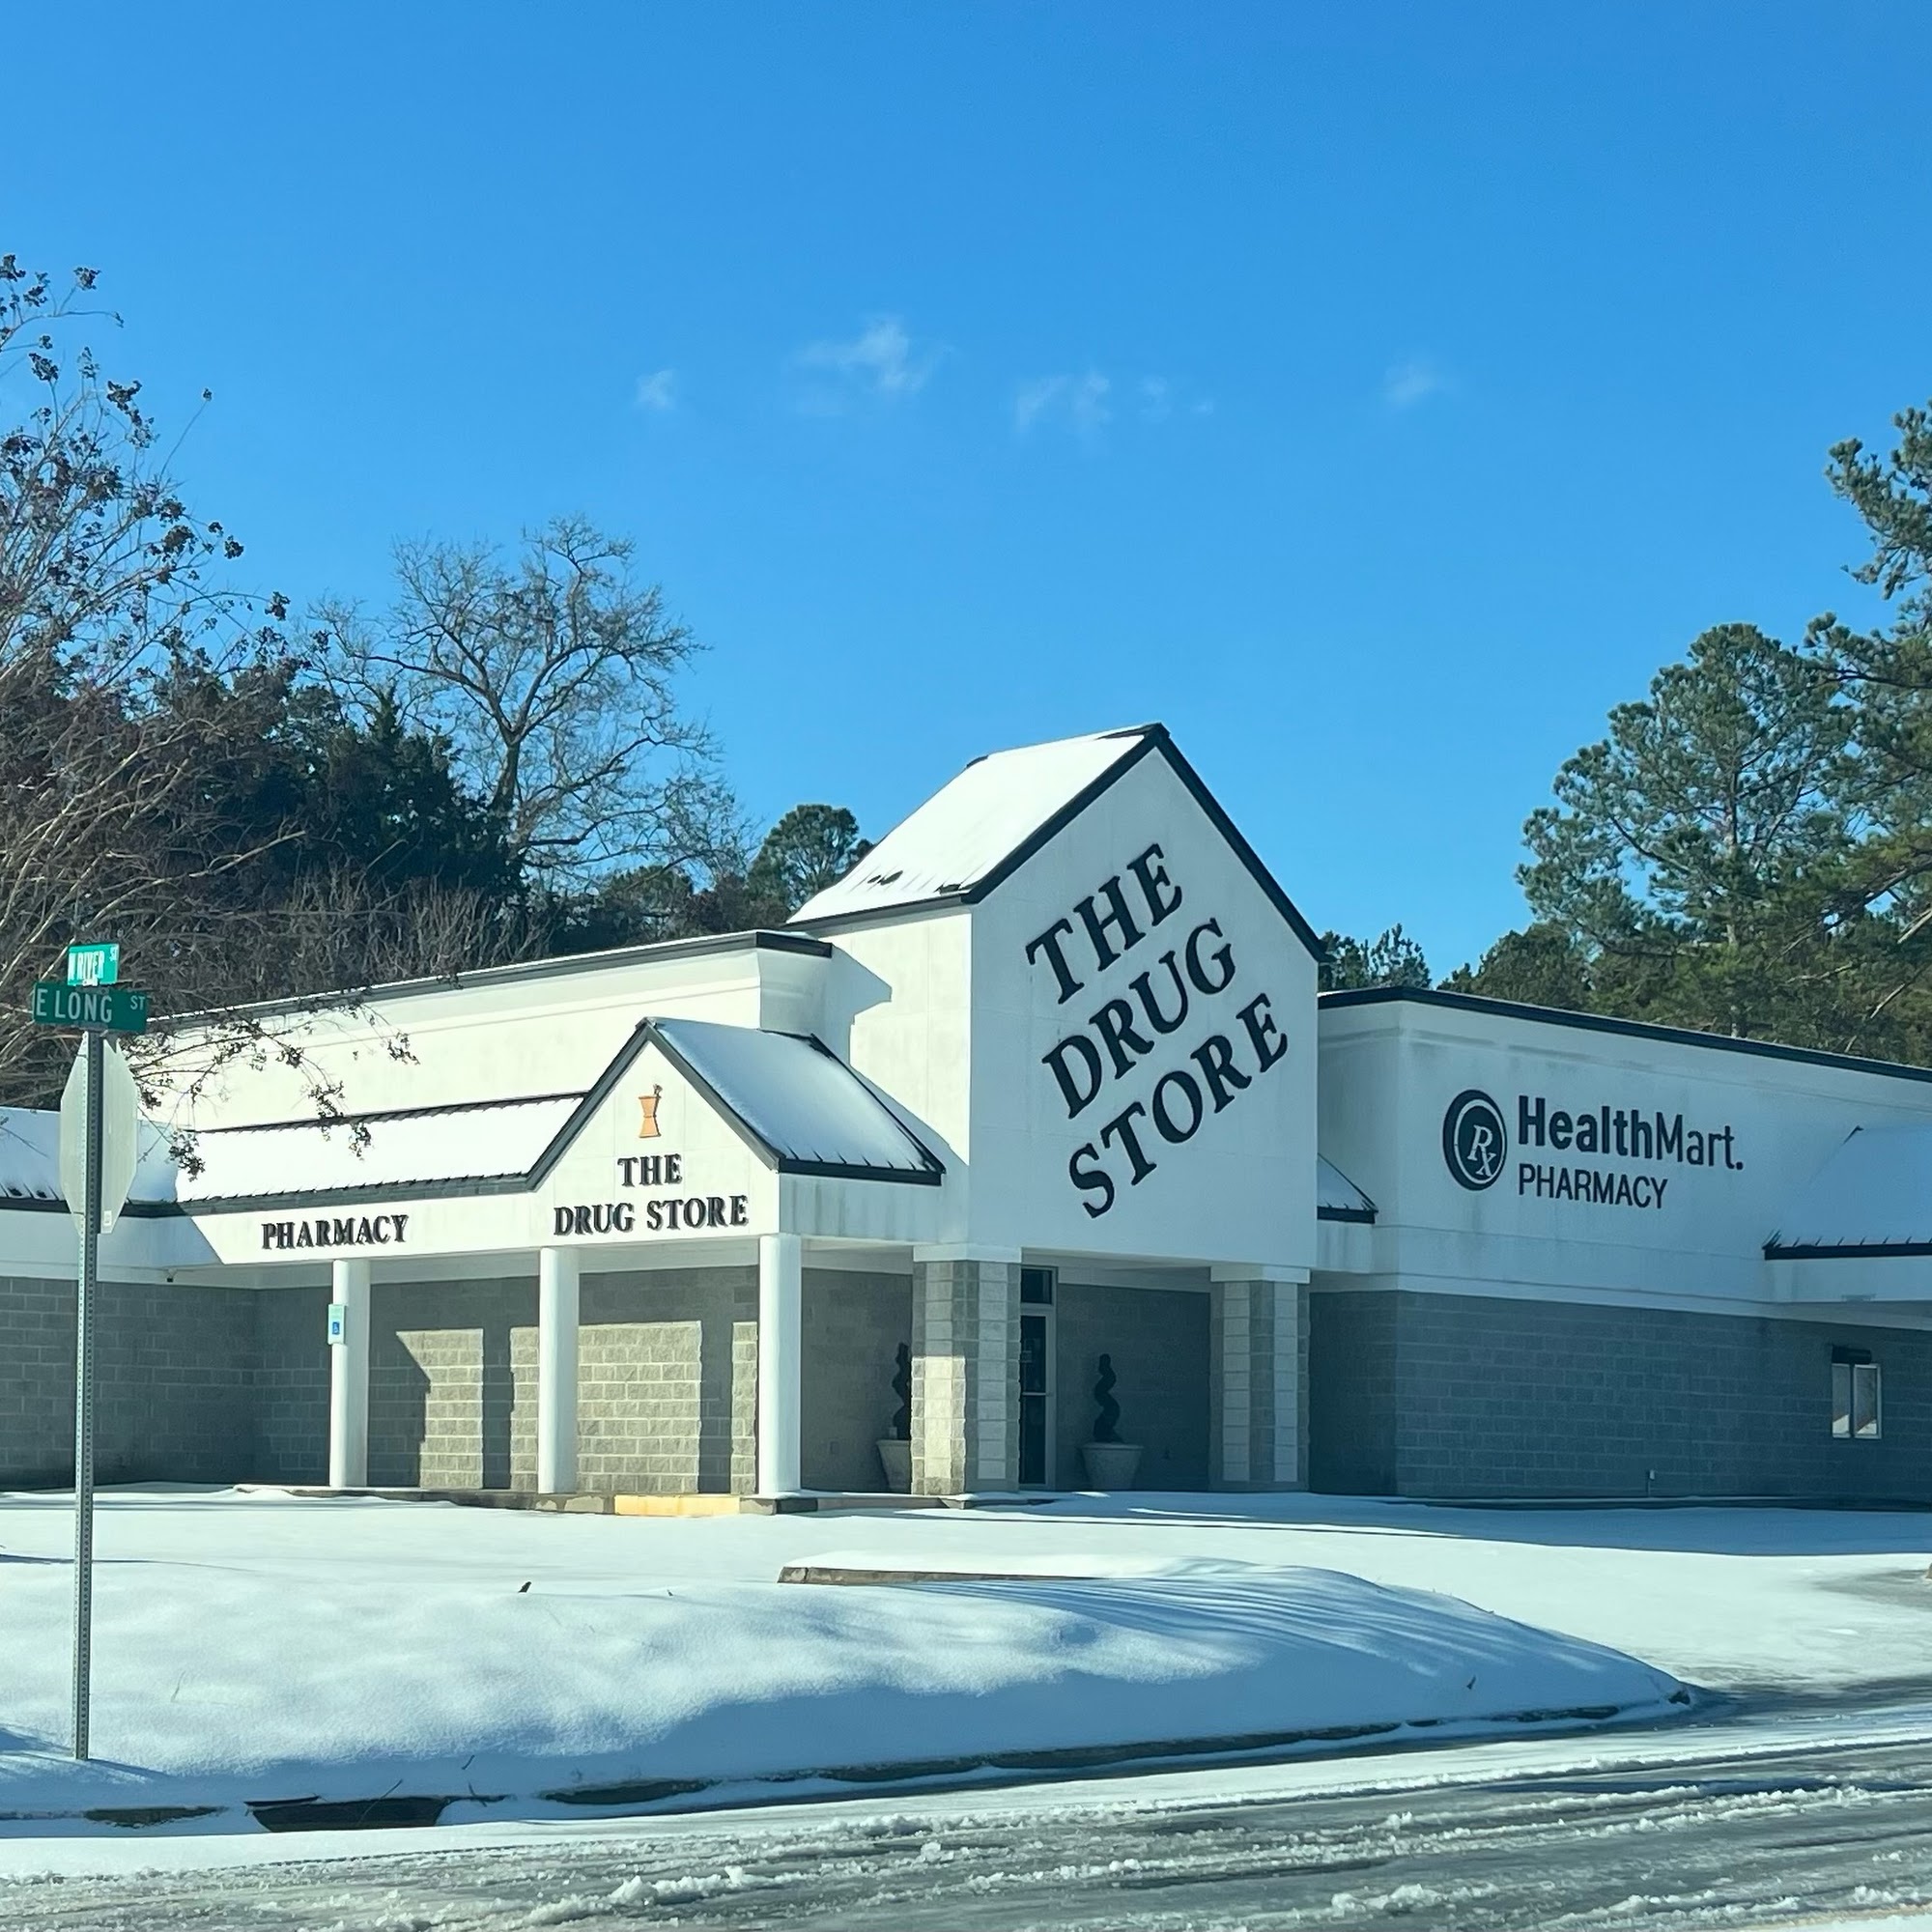 N RIVER ST
E LONG ST
PHARMACY
THE
DRUG STORE
THE
DRUG
STORE
Rx
HealthMart.
PHARMACY